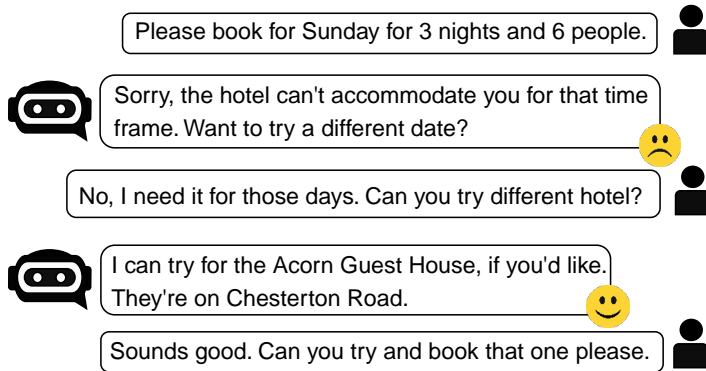 Please book for Sunday for 3 nights and 6 people.
Sorry, the hotel can't accommodate you for that time
frame. Want to try a different date?
No, I need it for those days. Can you try different hotel?
I can try for the Acorn Guest House, if you'd like.
They're on Chesterton Road.
Sounds good. Can you try and book that one please.